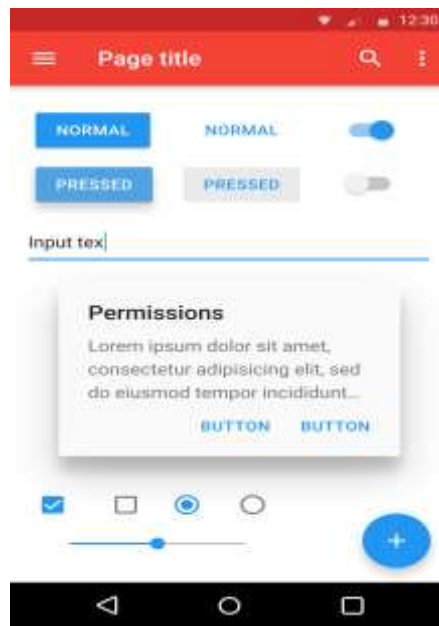 12:30
Page title
NORMAL NORMAL
PRESSED PRESSED
Input tex
Permissions
Lorem ipsum dolor sit amet,
consectetur adipisicing elit, sed
do eiusmod tempor incididunt...
BUTTON BUTTON